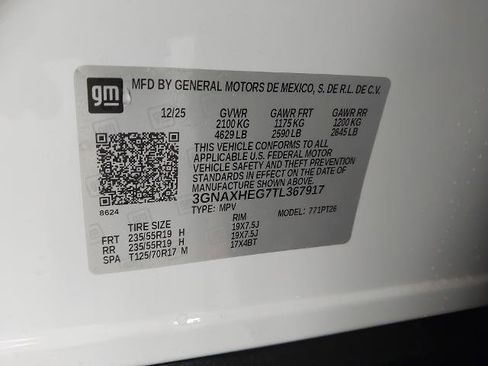 gm
MFD BY GENERAL MOTORS DE MEXICO, S. DE R.L. DE C.V.
12/25 GVWR GAWR FRT GAWR RR
2100 KG 1175 KG 1200 KG
4629 LB 2590 LB 2645 LB
THIS VEHICLE CONFORMS TO ALL
APPLICABLE U.S. FEDERAL MOTOR
VEHICLE SAFETY STANDARDS
IN EFFECT ON THE DATE OF
MANUFACTURE SHOWN ABOVE.
3GNAXHEG7TL367917
8624
TYPE: MPV MODEL: 771PT26
TIRE SIZE RIM
FRT 235/55R19 H 19X7.5J
RR 235/55R19 H 19X7.5J
SPA T125/70R17 M 17X4BT